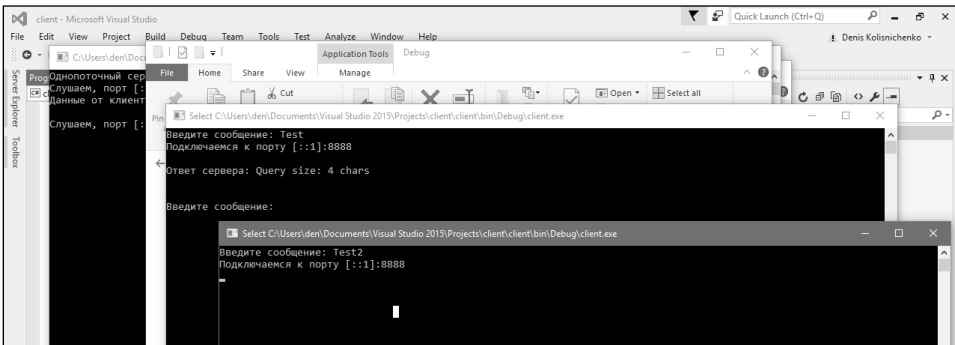 client - Microsoft Visual Studio
Quick Launch (Ctrl+Q)
File Edit View Project Build Debug Team Tools Test Analyze Window Help
Denis Kolisnichenko
C:\Users\den\Doc
Application Tools Debug
File Home Share View Manage
Server Explorer
Toolbox
Prog
Однопоточный сер
Слушаем, порт [:
Данные от клиент
Слушаем, порт [:
Pin
Cut
Open
Select all
Select C:\Users\den\Documents\Visual Studio 2015\Projects\client\client\bin\Debug\client.exe
Введите сообщение: Test
Подключаемся к порту [::1]:8888
Ответ сервера: Query size: 4 chars
Введите сообщение:
Select C:\Users\den\Documents\Visual Studio 2015\Projects\client\client\bin\Debug\client.exe
Введите сообщение: Test2
Подключаемся к порту [::1]:8888